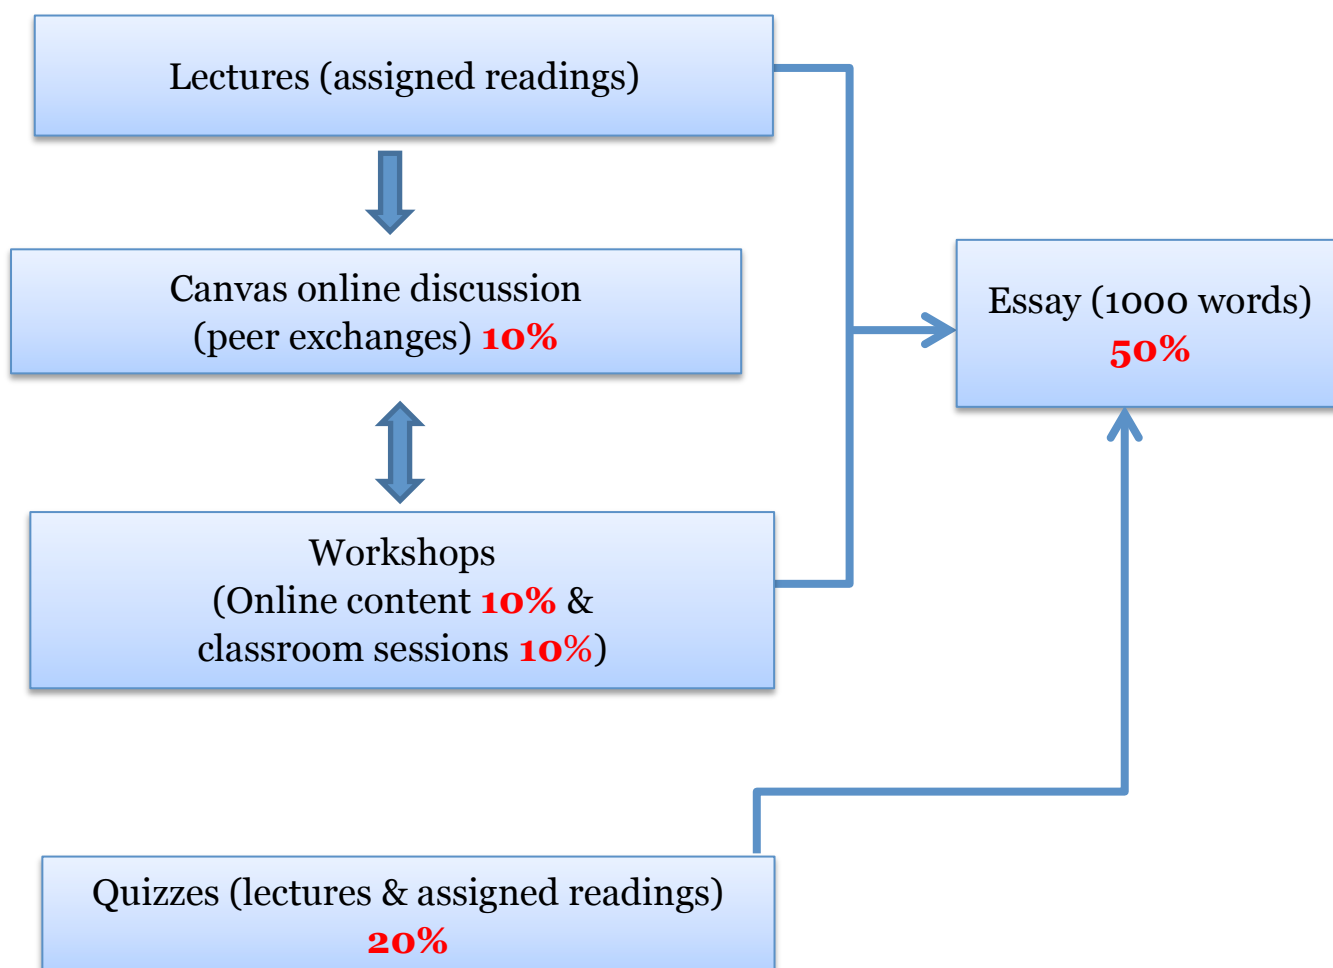 Lectures (assigned readings)
Canvas online discussion
(peer exchanges) 10%
Essay (1000 words)
50%
Workshops
(Online content 10% &
classroom sessions 10%)
Quizzes (lectures & assigned readings)
20%